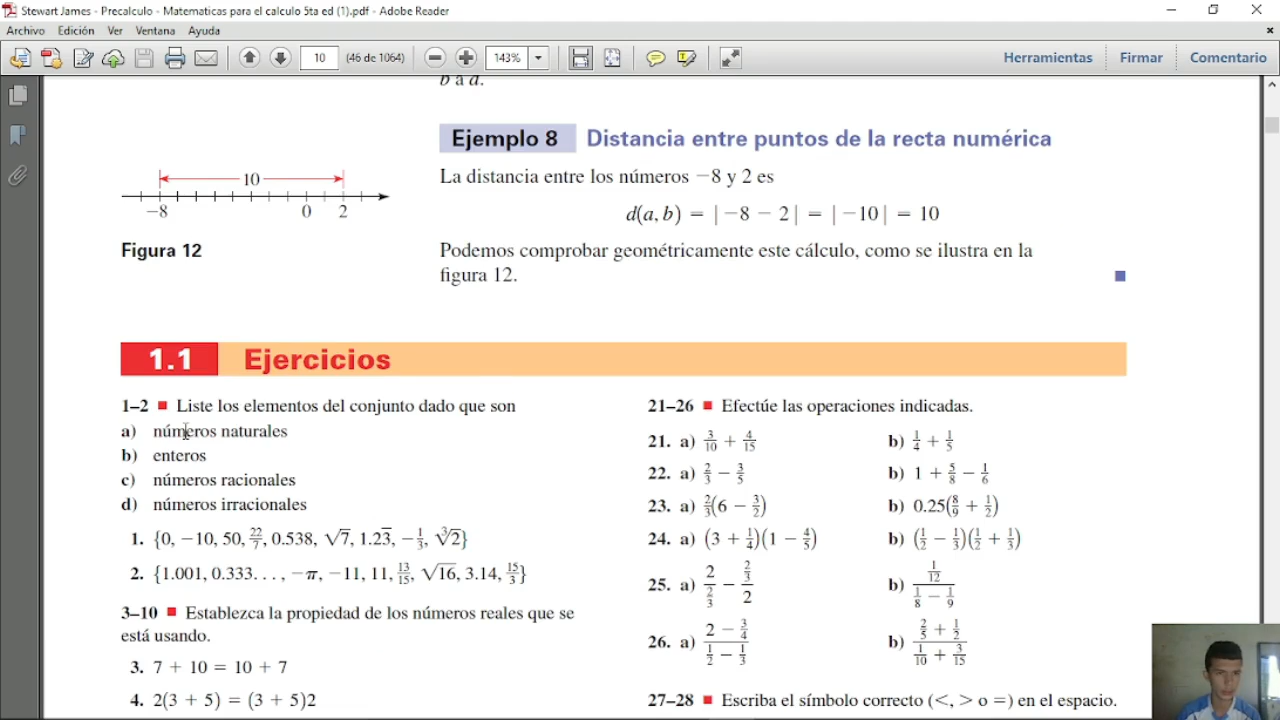 Stewart James - Precalculo - Matematicas para el calculo 5ta ed (1).pdf - Adobe Reader
Archivo Edición Ver Ventana Ayuda
10 (46 de 1064) 143% Herramientas Firmar Comentario
b a a.
Ejemplo 8 Distancia entre puntos de la recta numérica
La distancia entre los números −8 y 2 es
d(a, b) = |−8 − 2| = |−10| = 10
Podemos comprobar geométricamente este cálculo, como se ilustra en la
figura 12.
10
−8 0 2
Figura 12
1.1 Ejercicios
1–2 ■ Liste los elementos del conjunto dado que son
a) números naturales
b) enteros
c) números racionales
d) números irracionales
1. {0, −10, 50, 22/7, 0.538, √7, 1.23̅, −1/3, ∛2}
2. {1.001, 0.333. . . , −π, −11, 11, 13/15, √16, 3.14, 15/3}
3–10 ■ Establezca la propiedad de los números reales que se
está usando.
3. 7 + 10 = 10 + 7
4. 2(3 + 5) = (3 + 5)2
21–26 ■ Efectúe las operaciones indicadas.
21. a) 3/10 + 4/15 b) 1/4 + 1/5
22. a) 2/3 − 3/5 b) 1 + 5/8 − 1/6
23. a) 2/3(6 − 3/2) b) 0.25(8/9 + 1/2)
24. a) (3 + 1/4)(1 − 4/5) b) (1/2 − 1/3)(1/2 + 1/3)
25. a) 2/(2/3) − (2/3)/2 b) (1/12)/(1/8 − 1/9)
26. a) (2 − 3/4)/(1/2 − 1/3) b) (2/5 + 1/2)/(1/10 + 3/15)
27–28 ■ Escriba el símbolo correcto (<, > o =) en el espacio.